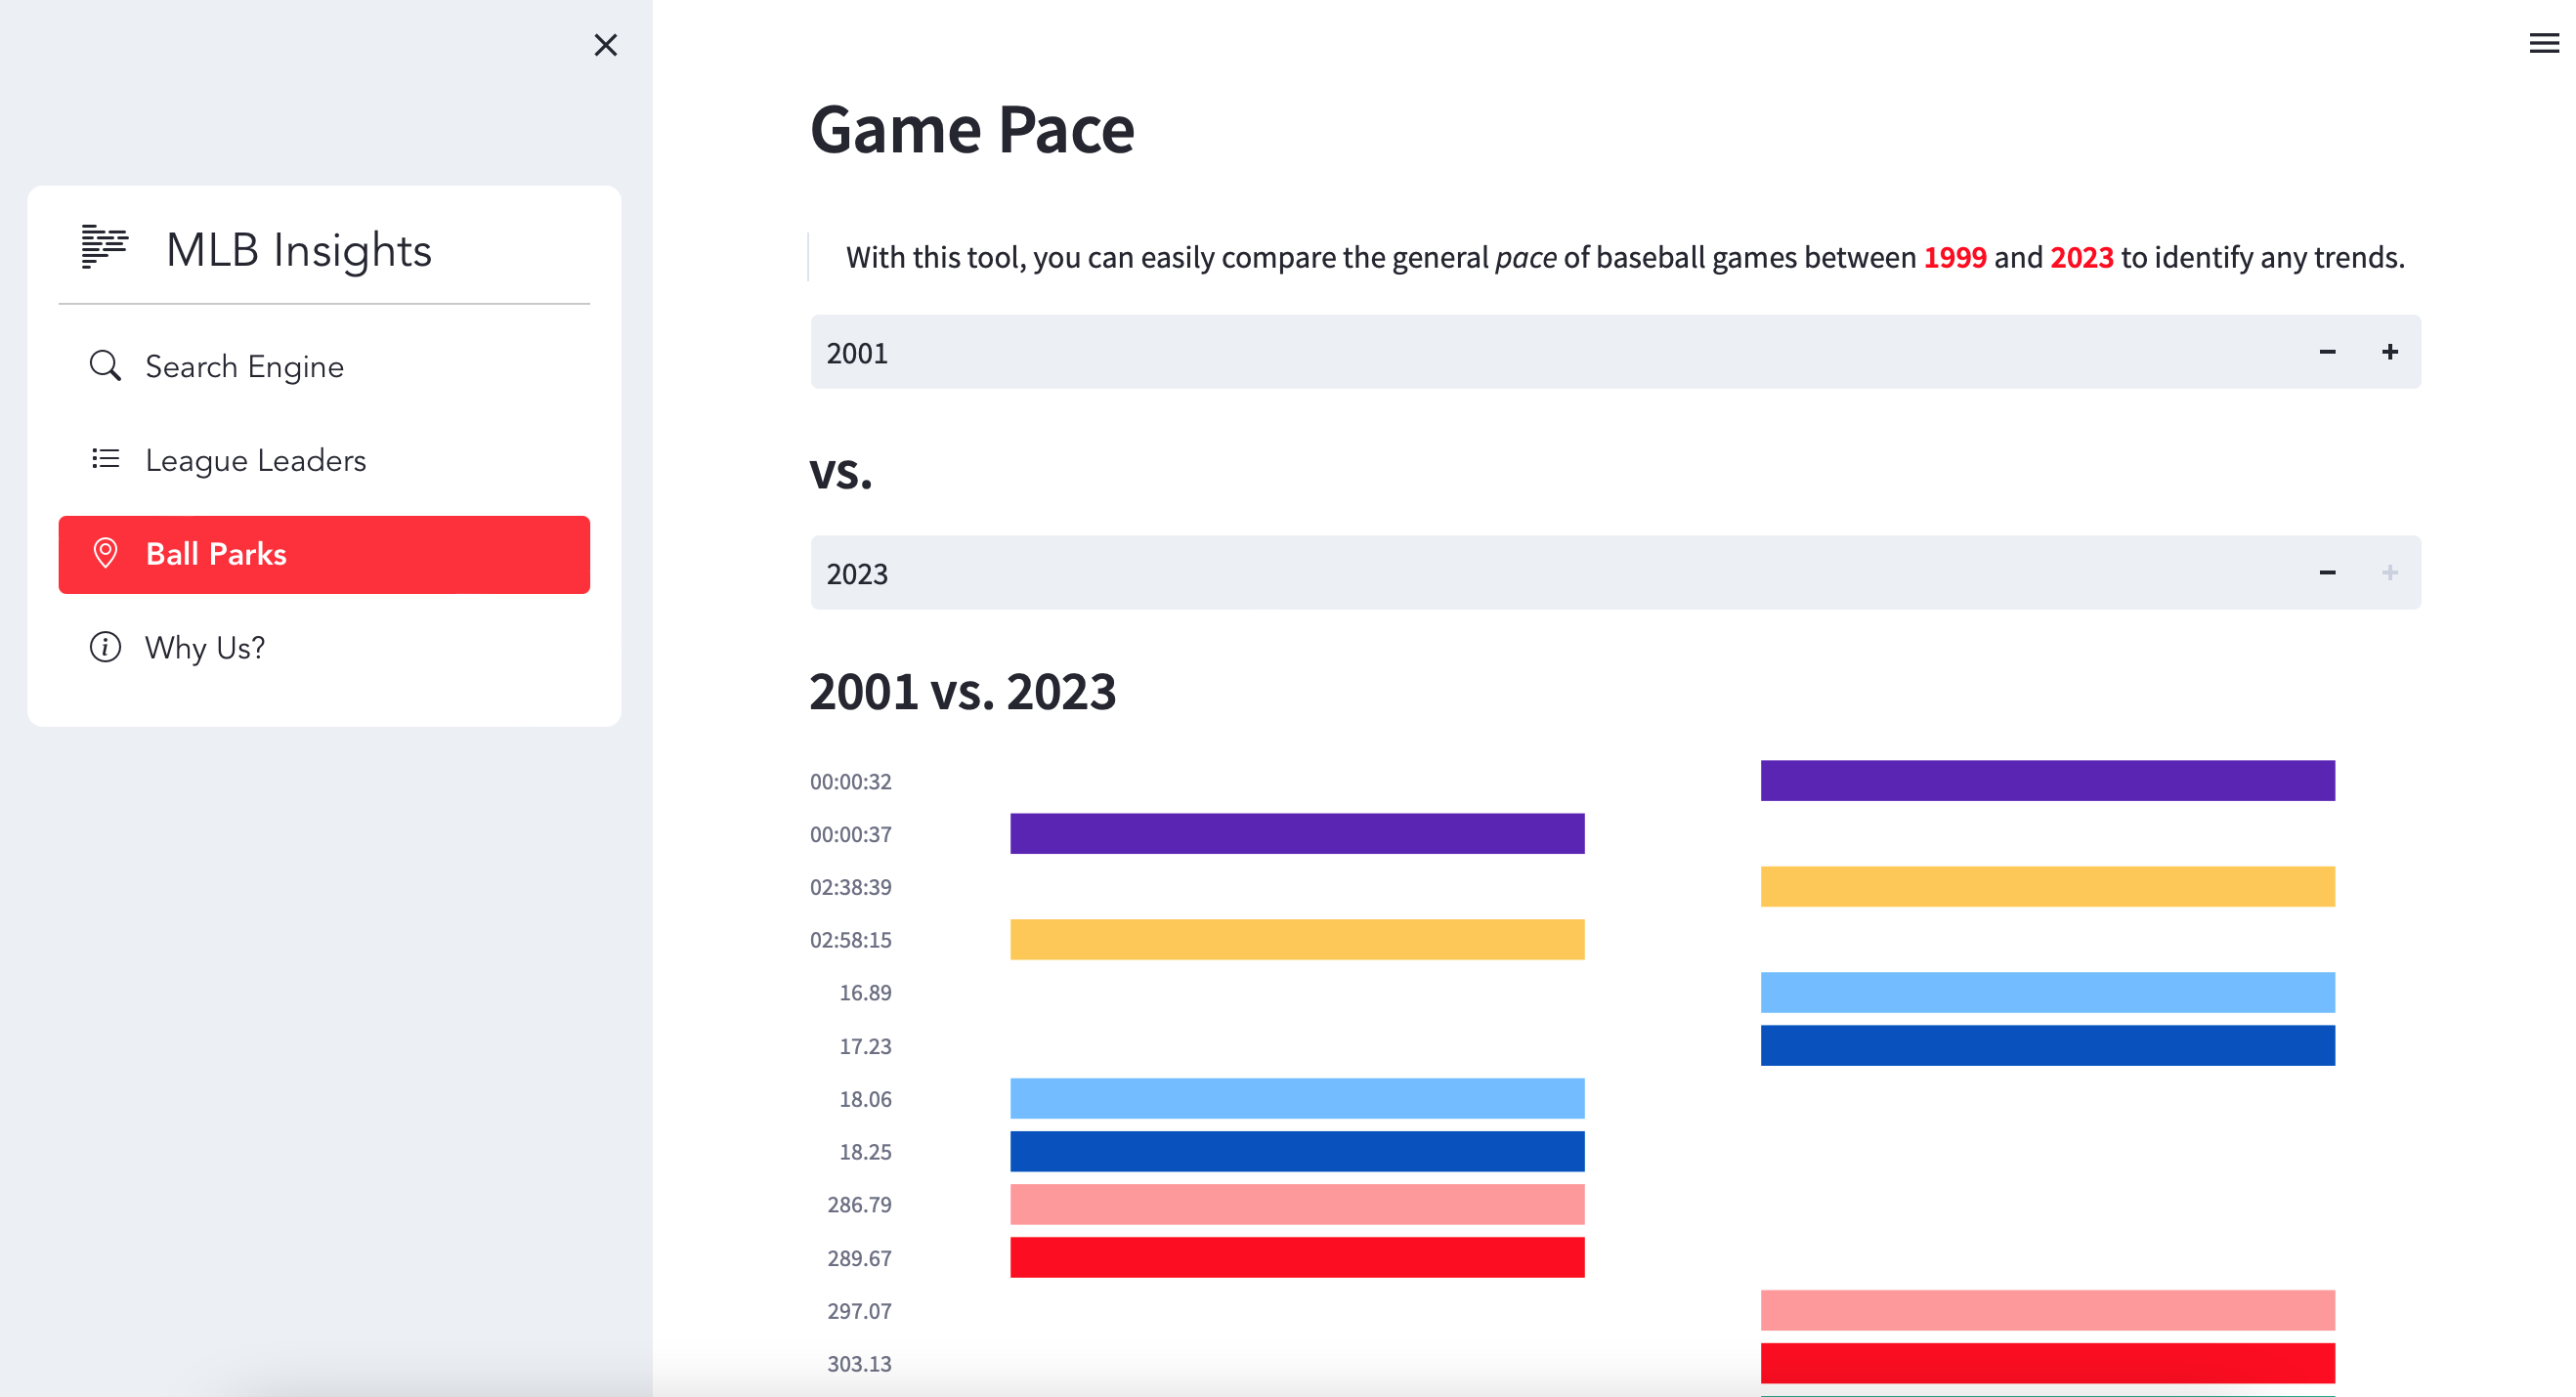 MLB Insights
Search Engine
League Leaders
Ball Parks
Why Us?
Game Pace
With this tool, you can easily compare the general pace of baseball games between 1999 and 2023 to identify any trends.
2001
vs.
2023
2001 vs. 2023
00:00:32
00:00:37
02:38:39
02:58:15
16.89
17.23
18.06
18.25
286.79
289.67
297.07
303.13